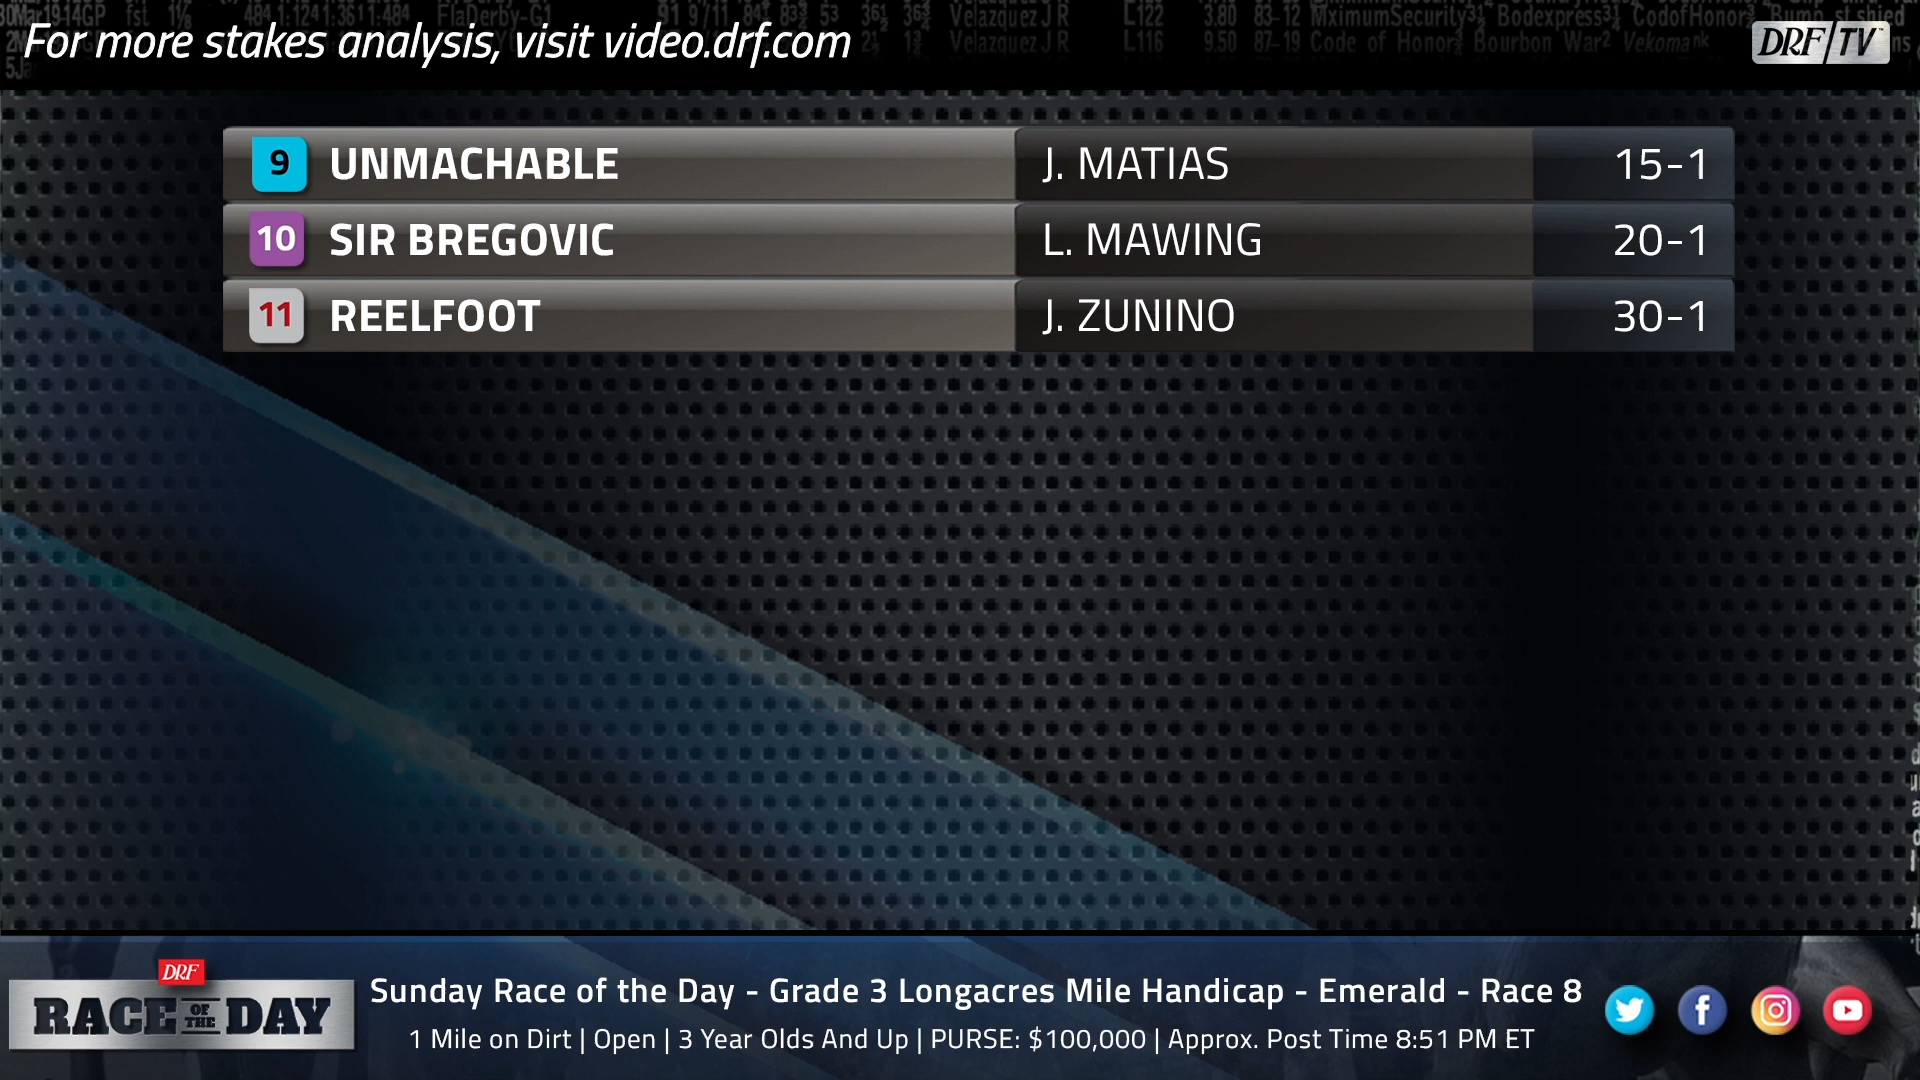 For more stakes analysis, visit video.drf.com
DRF/TV
9 UNMACHABLE J. MATIAS 15-1
10 SIR BREGOVIC L. MAWING 20-1
11 REELFOOT J. ZUNINO 30-1
DRF
RACE OF THE DAY
Sunday Race of the Day - Grade 3 Longacres Mile Handicap - Emerald - Race 8
1 Mile on Dirt | Open | 3 Year Olds And Up | PURSE: $100,000 | Approx. Post Time 8:51 PM ET